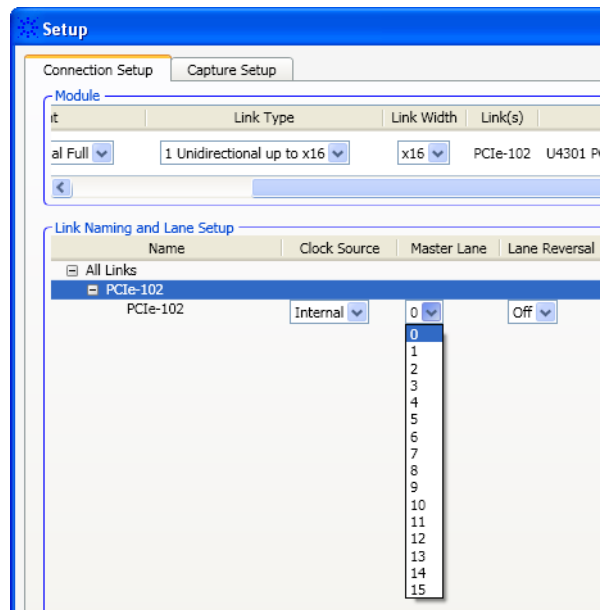 Setup
Connection Setup Capture Setup
Module
Link Type Link Width Link(s)
al Full 1 Unidirectional up to x16 x16 PCIe-102 U4301
Link Naming and Lane Setup
Name Clock Source Master Lane Lane Reversal
All Links
PCIe-102
PCIe-102 Internal 0 Off
0
1
2
3
4
5
6
7
8
9
10
11
12
13
14
15